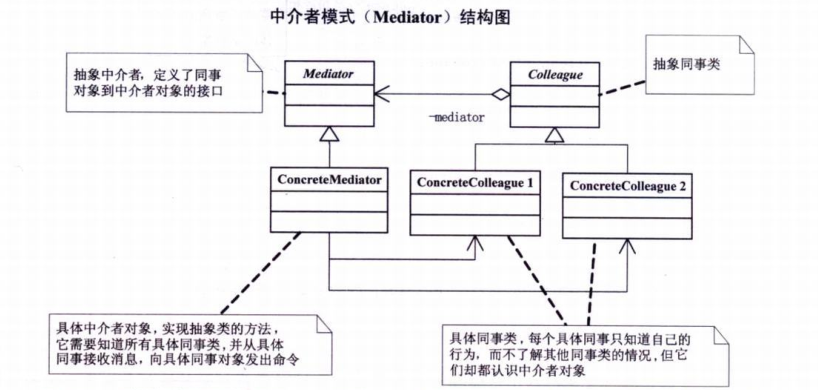 中介者模式（Mediator）结构图
抽象中介者，定义了同事
对象到中介者对象的接口
Mediator
Colleague
抽象同事类
-mediator
ConcreteMediator
ConcreteColleague 1
ConcreteColleague 2
具体中介者对象，实现抽象类的方法，
它需要知道所有具体同事类，并从具体
同事接收消息，向具体同事对象发出命令
具体同事类，每个具体同事只知道自己的
行为，而不了解其他同事类的情况，但它
们却都认识中介者对象